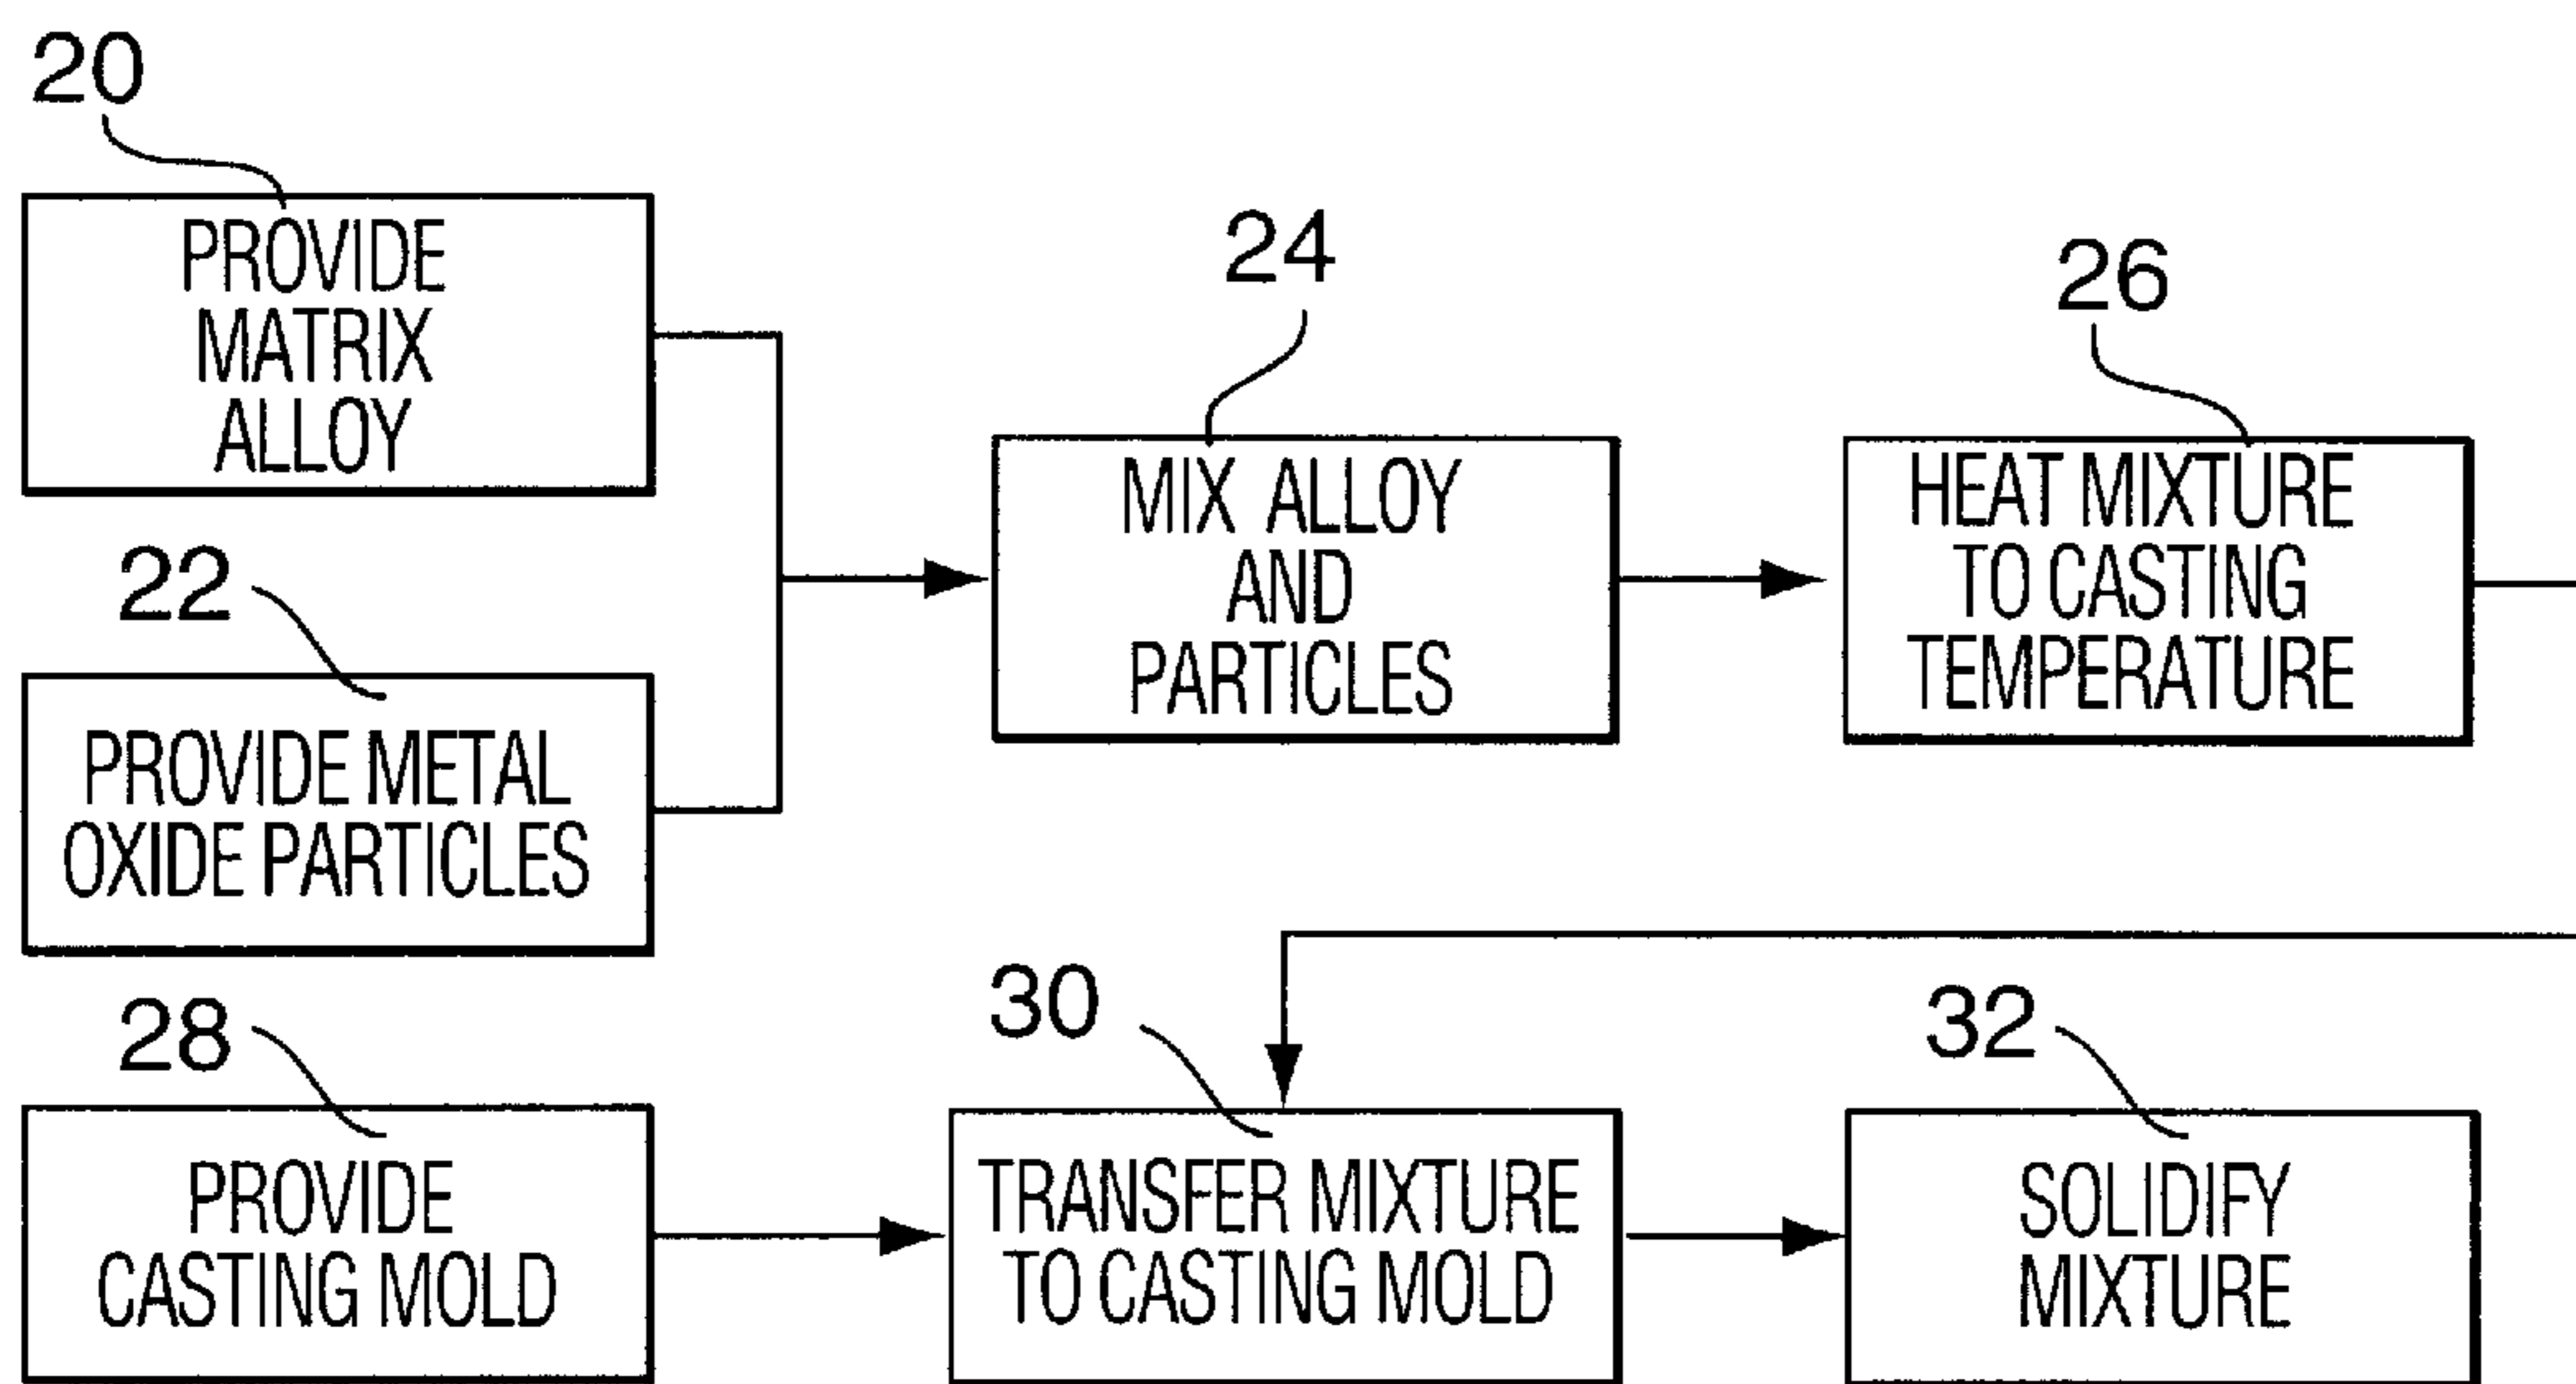 20
PROVIDE
MATRIX
ALLOY
22
PROVIDE METAL
OXIDE PARTICLES
24
MIX ALLOY
AND
PARTICLES
26
HEAT MIXTURE
TO CASTING
TEMPERATURE
28
PROVIDE
CASTING MOLD
30
TRANSFER MIXTURE
TO CASTING MOLD
32
SOLIDIFY
MIXTURE